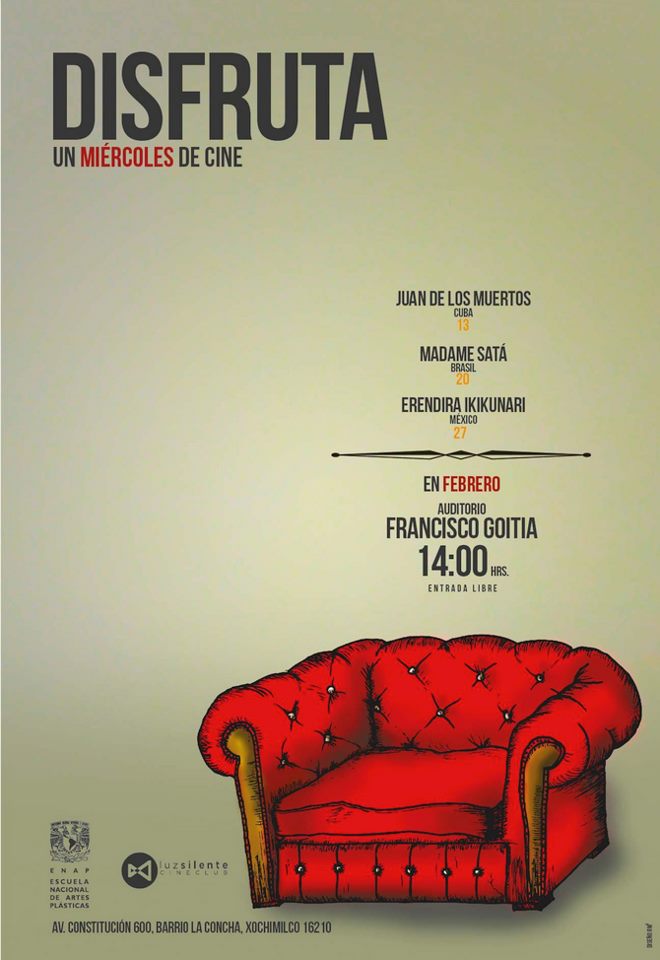 DISFRUTA
UN MIÉRCOLES DE CINE
JUAN DE LOS MUERTOS
CUBA
13
MADAME SATÁ
BRASIL
20
ERENDIRA IKIKUNARI
MÉXICO
27
EN FEBRERO
AUDITORIO
FRANCISCO GOITIA
14:00 HRS.
ENTRADA LIBRE
ENAP
ESCUELA
NACIONAL
DE ARTES
PLÁSTICAS
luzsilente
CINECLUB
AV. CONSTITUCIÓN 600, BARRIO LA CONCHA, XOCHIMILCO 16210
DISEÑO